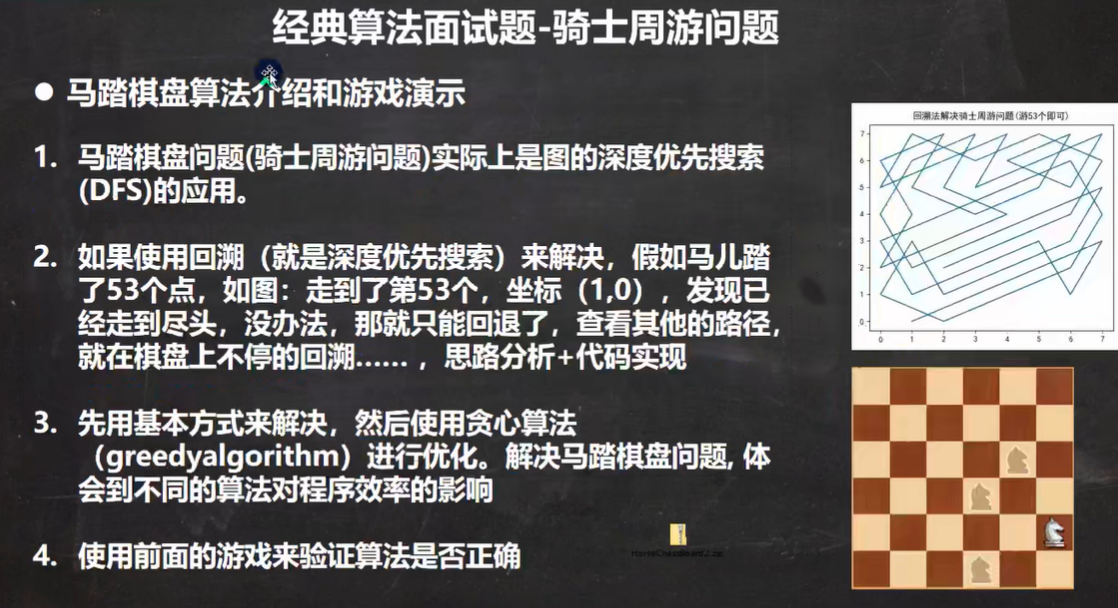 经典算法面试题-骑士周游问题
● 马踏棋盘算法介绍和游戏演示
1. 马踏棋盘问题(骑士周游问题)实际上是图的深度优先搜索
(DFS)的应用。
2. 如果使用回溯（就是深度优先搜索）来解决，假如马儿踏
了53个点，如图：走到了第53个，坐标（1,0），发现已
经走到尽头，没办法，那就只能回退了，查看其他的路径，
就在棋盘上不停的回溯…… ，思路分析+代码实现
3. 先用基本方式来解决，然后使用贪心算法
（greedyalgorithm）进行优化。解决马踏棋盘问题, 体
会到不同的算法对程序效率的影响
4. 使用前面的游戏来验证算法是否正确
回溯法解决骑士周游问题(游53个即可)
7
6
5
4
3
2
1
0
0 1 2 3 4 5 6 7